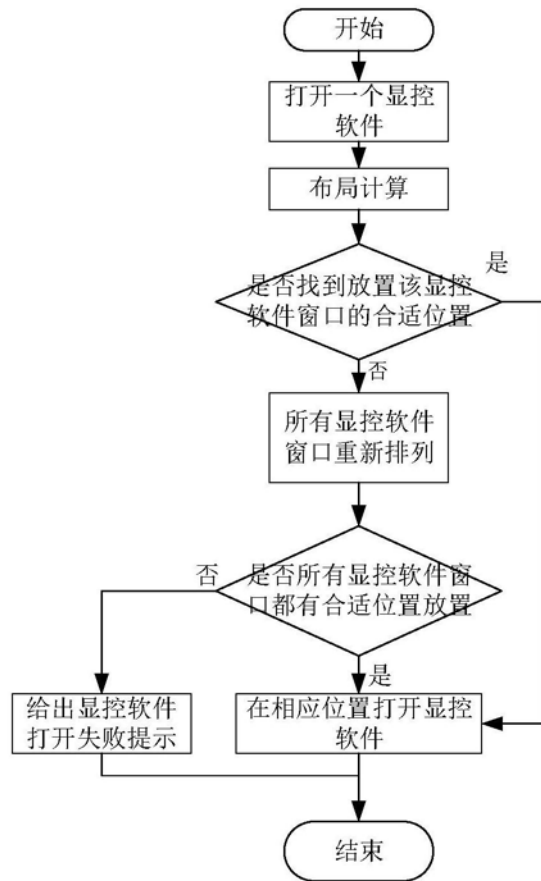 开始
打开一个显控
软件
布局计算
是否找到放置该显控
软件窗口的合适位置
是
否
所有显控软件
窗口重新排列
是否所有显控软件窗
口都有合适位置放置
否
是
给出显控软件
打开失败提示
在相应位置打开显控
软件
结束